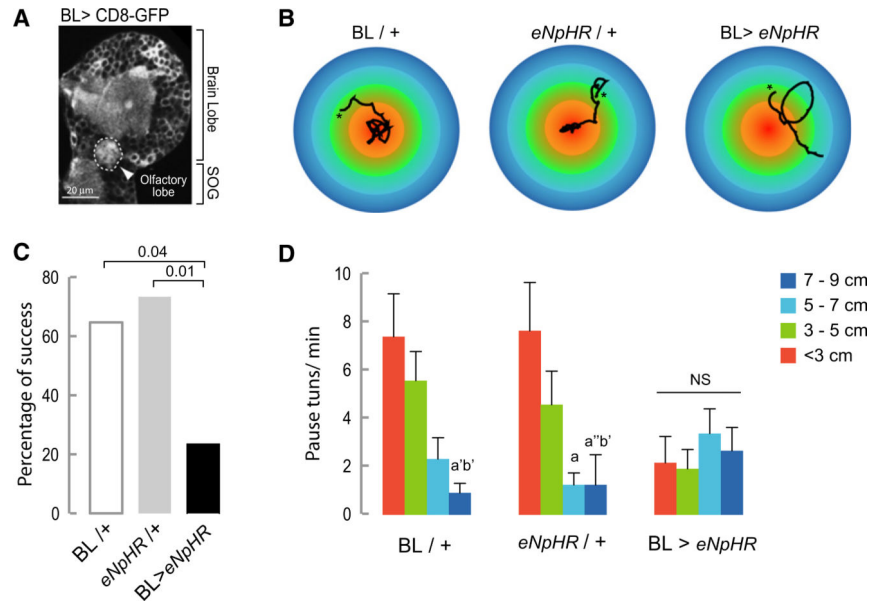 A
BL> CD8-GFP
Brain Lobe
SOG
Olfactory
lobe
20 μm
B
BL / +
eNpHR / +
BL> eNpHR
*
*
*
C
0.04
0.01
Percentage of success
80
60
40
20
0
BL /+
eNpHR /+
BL>eNpHR
D
Pause tuns/ min
10
8
6
4
2
0
a'b'
a
a''b'
NS
BL / +
eNpHR / +
BL > eNpHR
7 - 9 cm
5 - 7 cm
3 - 5 cm
<3 cm